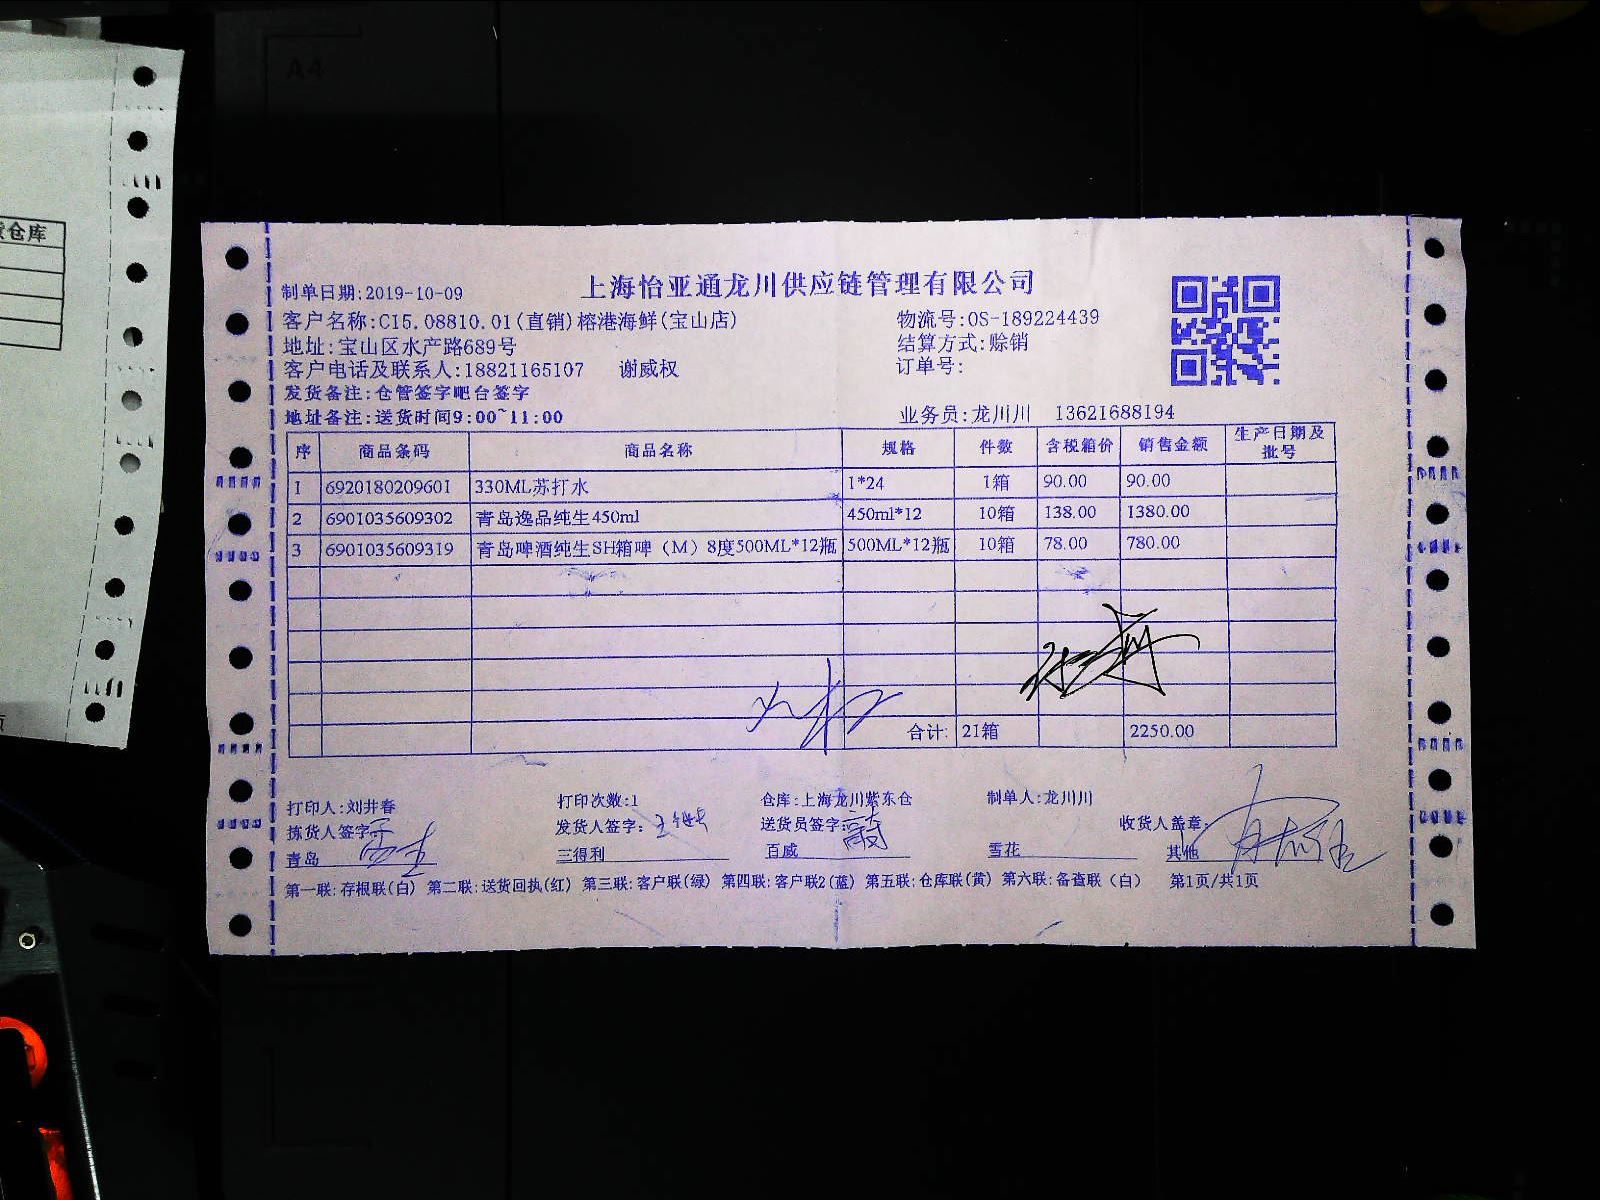 A4
仓库
上海怡亚通龙川供应链管理有限公司
制单日期:2019-10-09
客户名称:C15.08810.01(直销)榕港海鲜(宝山店) 物流号:OS-189224439
地址:宝山区水产路689号 结算方式:赊销
客户电话及联系人:18821165107 谢威权 订单号:
发货备注:仓管签字吧台签字
地址备注:送货时间9:00~11:00 业务员:龙川川 13621688194
序 商品条码 商品名称 规格 件数 含税箱价 销售金额 生产日期及批号
1 6920180209601 330ML苏打水 1*24 1箱 90.00 90.00
2 6901035609302 青岛逸品纯生450ml 450ml*12 10箱 138.00 1380.00
3 6901035609319 青岛啤酒纯生SH箱啤（M）8度500ML*12瓶 500ML*12瓶 10箱 78.00 780.00
合计: 21箱 2250.00
打印人:刘井春 打印次数:1 仓库:上海龙川紫东仓 制单人:龙川川
拣货人签字: 发货人签字: 送货员签字: 收货人盖章:
青岛 三得利 百威 雪花 其他
第一联:存根联(白) 第二联:送货回执(红) 第三联:客户联(绿) 第四联:客户联2(蓝) 第五联:仓库联(黄) 第六联:备查联（白） 第1页/共1页